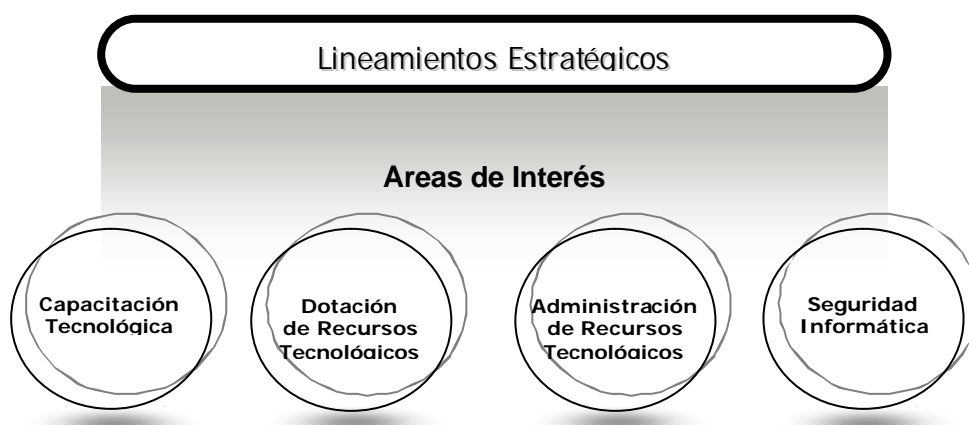 Lineamientos Estratégicos
Areas de Interés
Capacitación
Tecnológica
Dotación
de Recursos
Tecnológicos
Administración
de Recursos
Tecnológicos
Seguridad
Informática